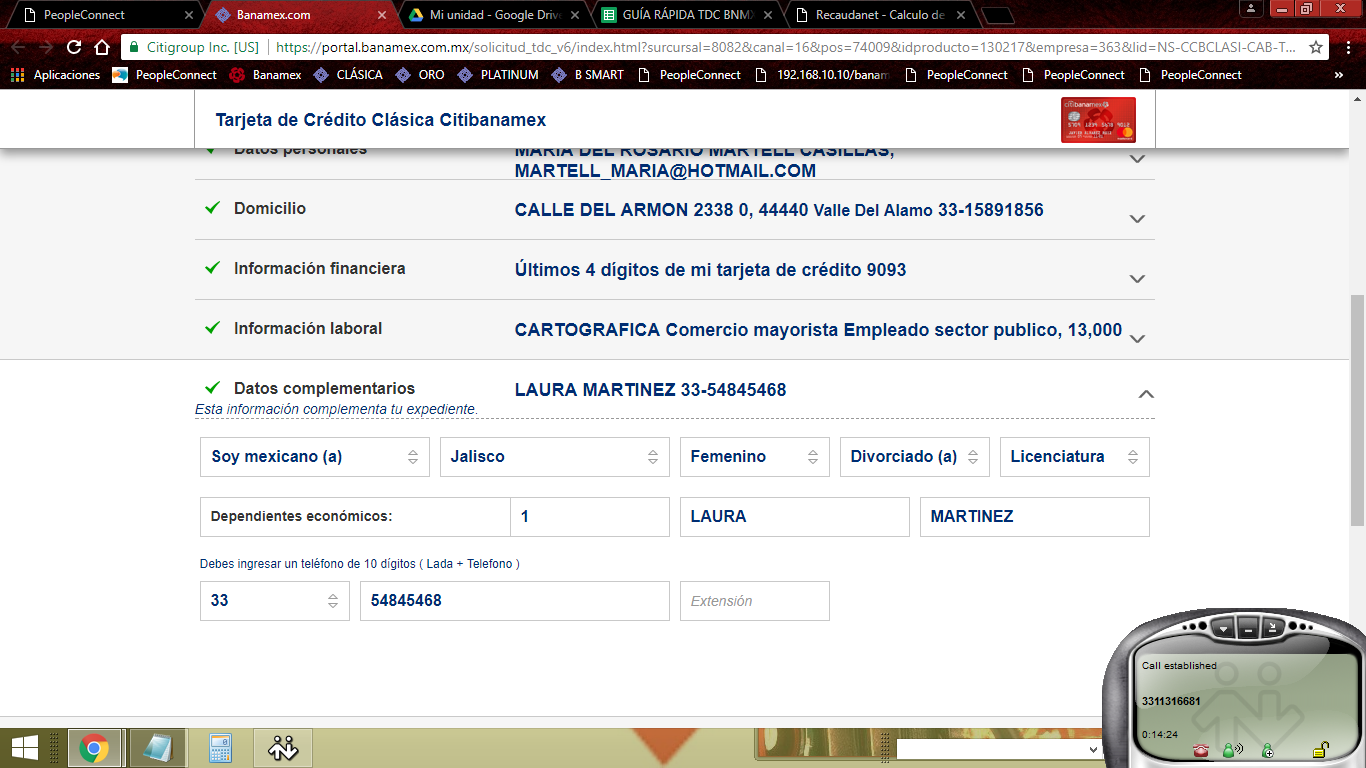 PeopleConnect
Banamex.com
Mi unidad - Google Drive
GUÍA RÁPIDA TDC BNMX
Recaudanet - Calculo de
Citigroup Inc. [US]
https://portal.banamex.com.mx/solicitud_tdc_v6/index.html?surcursal=8082&canal=16&pos=74009&idproducto=130217&empresa=363&lid=NS-CCBCLASI-CAB-T...
Aplicaciones PeopleConnect Banamex CLÁSICA ORO PLATINUM B SMART PeopleConnect 192.168.10.10/banam PeopleConnect PeopleConnect PeopleConnect »
Tarjeta de Crédito Clásica Citibanamex
citibanamex
Datos personales
MARIA DEL ROSARIO MARTELL CASILLAS,
MARTELL_MARIA@HOTMAIL.COM
Domicilio
CALLE DEL ARMON 2338 0, 44440 Valle Del Alamo 33-15891856
Información financiera
Últimos 4 dígitos de mi tarjeta de crédito 9093
Información laboral
CARTOGRAFICA Comercio mayorista Empleado sector publico, 13,000
Datos complementarios
LAURA MARTINEZ 33-54845468
Esta información complementa tu expediente.
Soy mexicano (a)
Jalisco
Femenino
Divorciado (a)
Licenciatura
Dependientes económicos:
1
LAURA
MARTINEZ
Debes ingresar un teléfono de 10 dígitos ( Lada + Telefono )
33
54845468
Extensión
Call established
3311316681
0:14:24